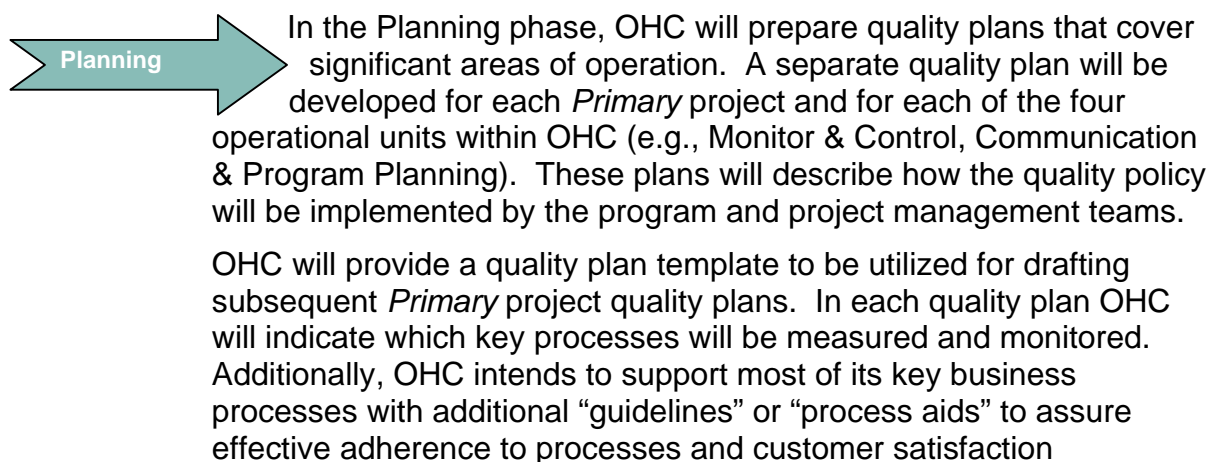 Planning
In the Planning phase, OHC will prepare quality plans that cover
significant areas of operation.  A separate quality plan will be
developed for each Primary project and for each of the four
operational units within OHC (e.g., Monitor & Control, Communication
& Program Planning).  These plans will describe how the quality policy
will be implemented by the program and project management teams.
OHC will provide a quality plan template to be utilized for drafting
subsequent Primary project quality plans.  In each quality plan OHC
will indicate which key processes will be measured and monitored.
Additionally, OHC intends to support most of its key business
processes with additional “guidelines” or “process aids” to assure
effective adherence to processes and customer satisfaction